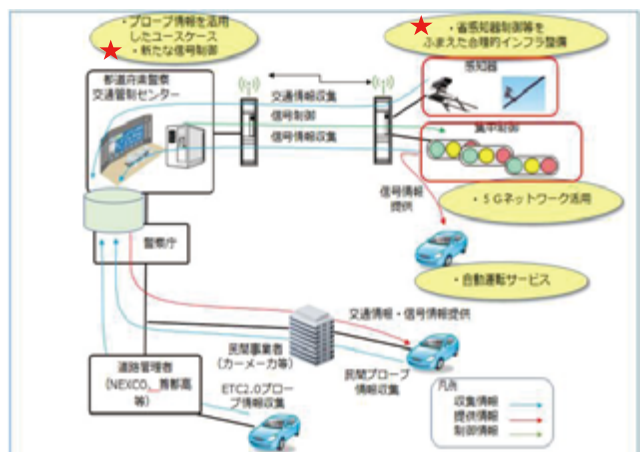 ・プローブ情報を活用
したユースケース
・新たな信号制御
・省感知器制御等を
ふまえた合理的インフラ整備
都道府県警察
交通管制センター
交通情報収集
信号制御
信号情報収集
感知器
集中制御
信号情報
提供
・5Gネットワーク活用
・自動運転サービス
警察庁
交通情報・信号情報提供
民間事業者
(カーメーカ等)
民間プローブ
情報収集
道路管理者
(NEXCO、首都高
等)
ETC2.0プロー
ブ情報収集
凡例
収集情報
提供情報
制御情報